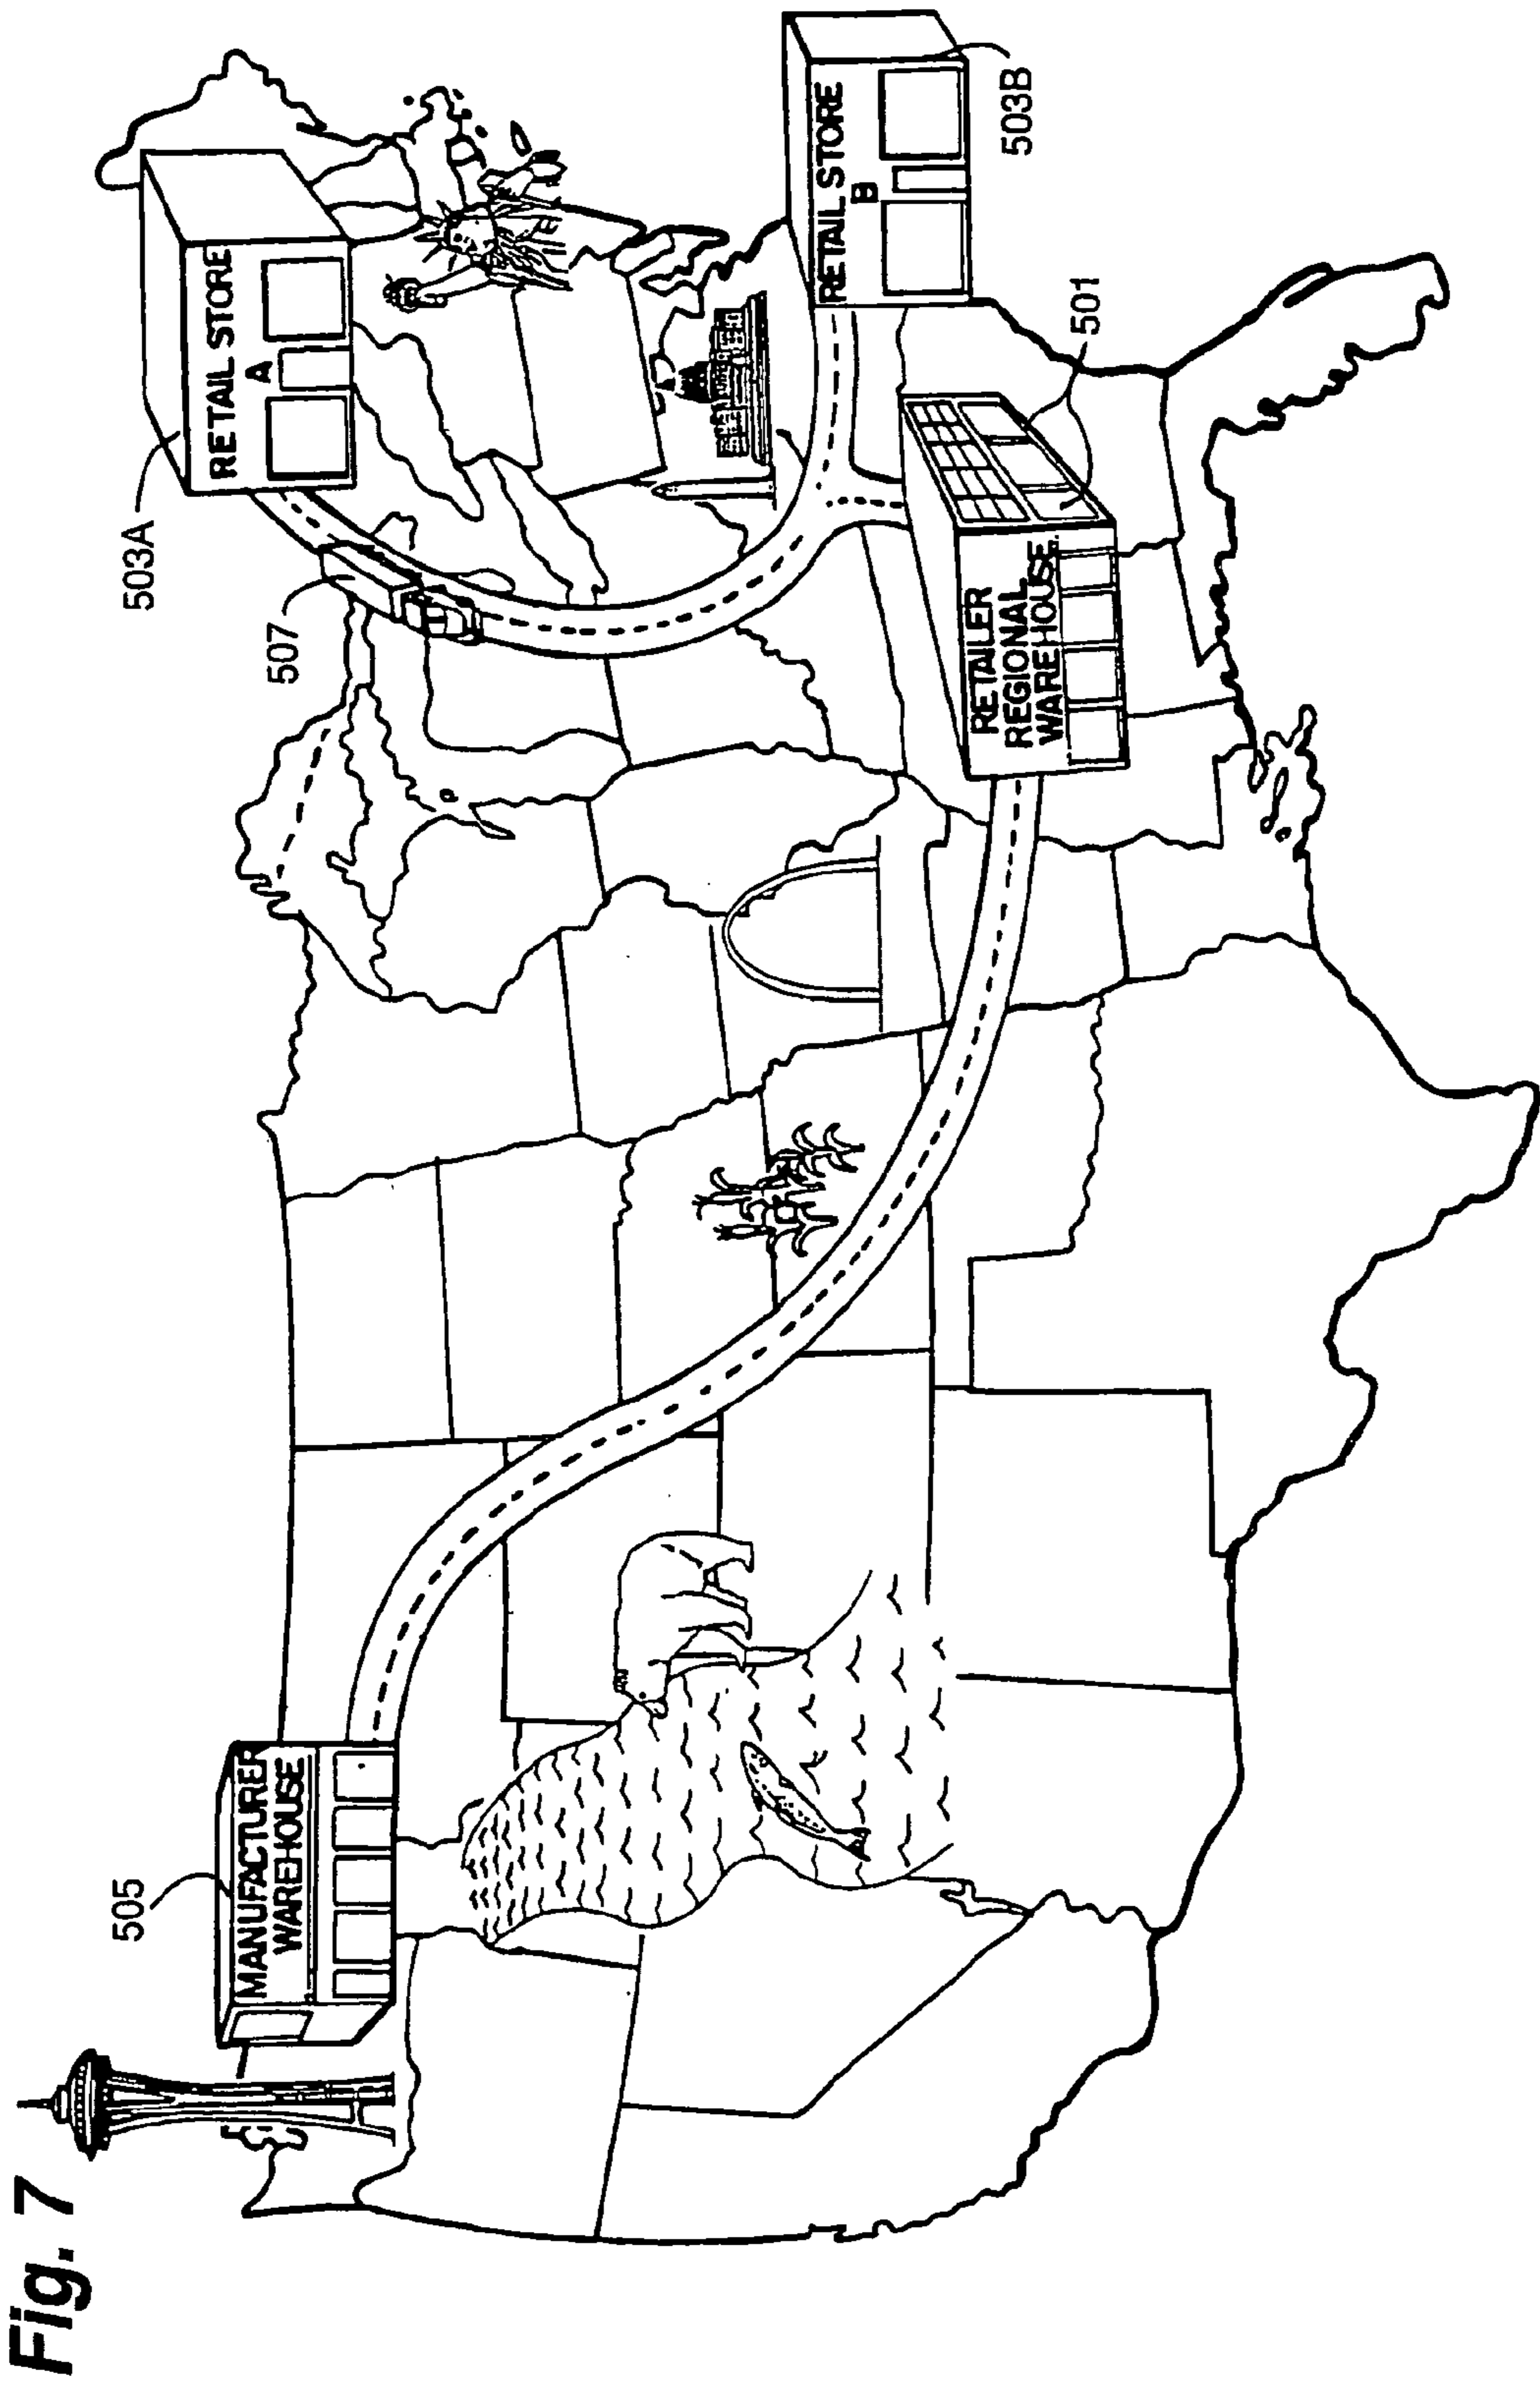 Fig. 7
505
MANUFACTURER
WAREHOUSE
507
503A
RETAIL STORE
A
RETAILER
REGIONAL
WAREHOUSE
501
RETAIL STORE
B
503B